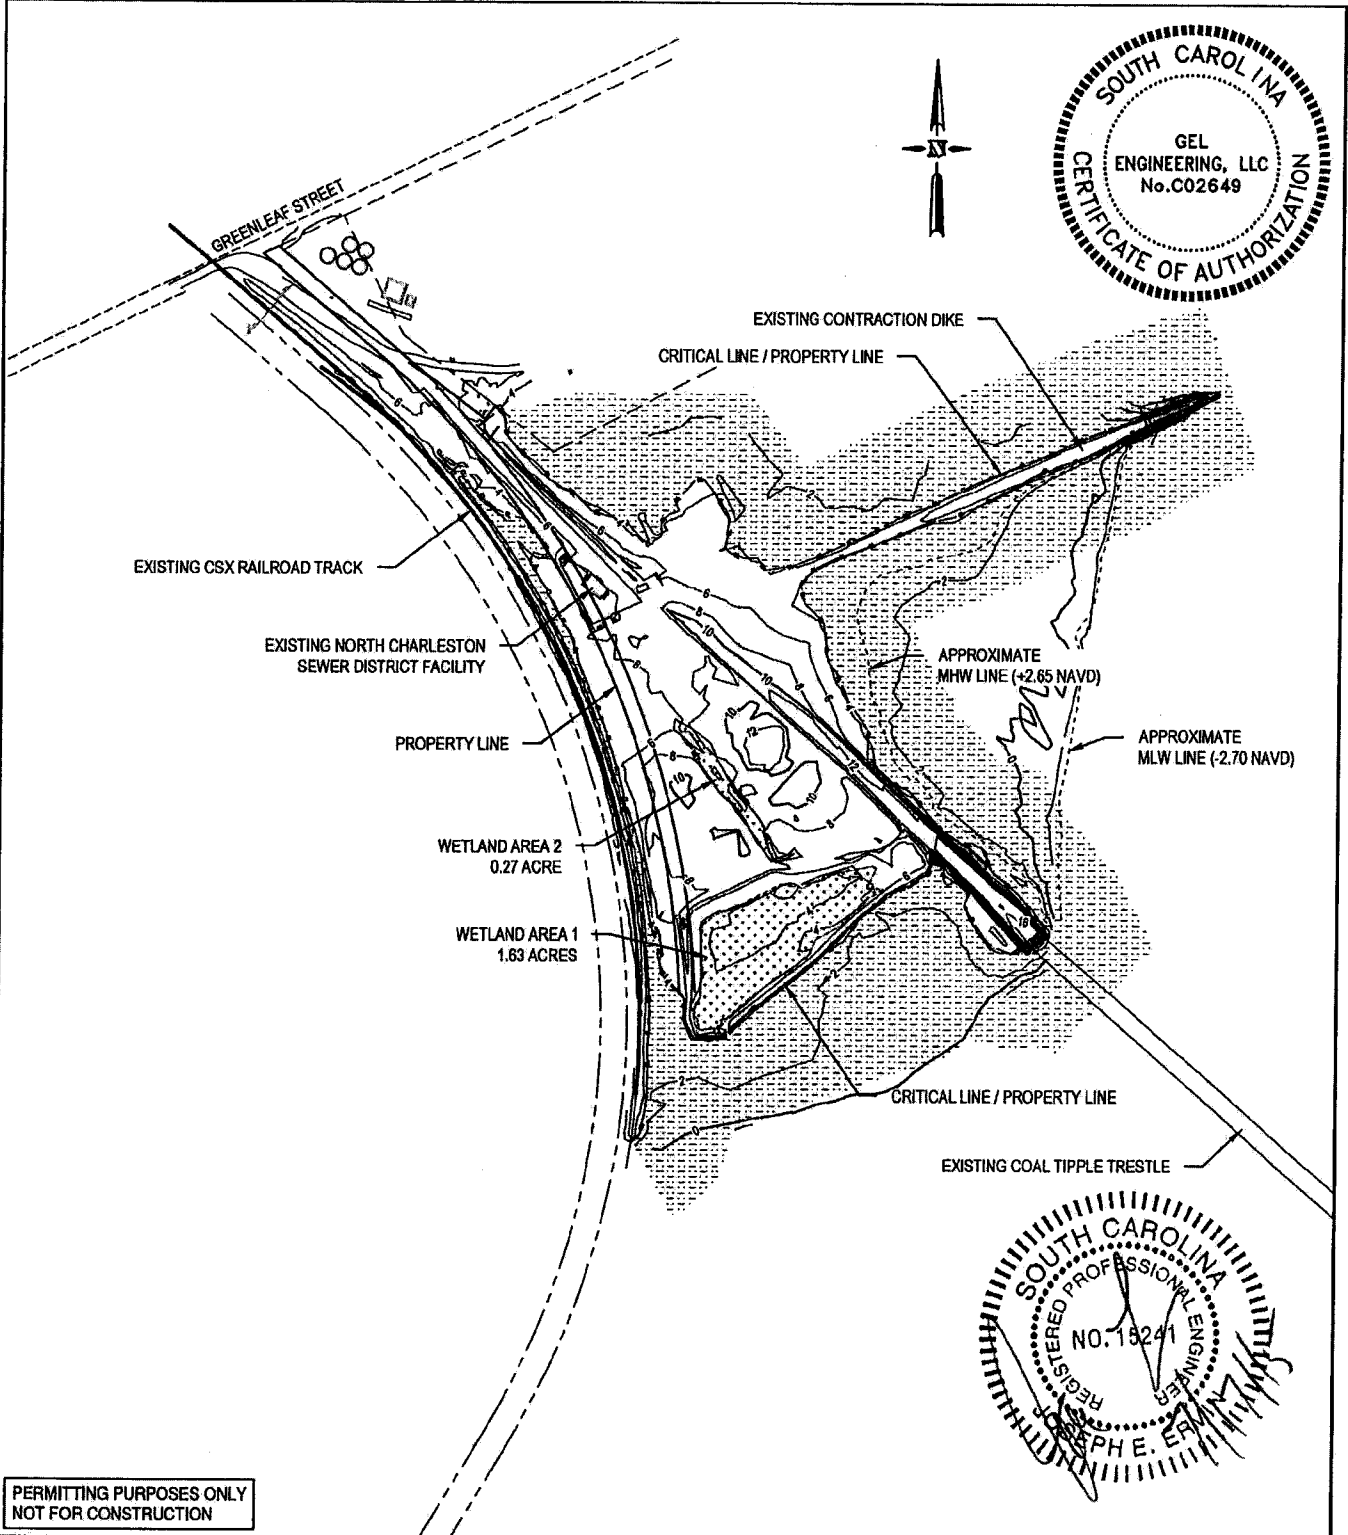 SOUTH CAROLINA
GEL
ENGINEERING, LLC
No.C02649
CERTIFICATE OF AUTHORIZATION
N
GREENLEAF STREET
EXISTING CONTRACTION DIKE
CRITICAL LINE / PROPERTY LINE
EXISTING CSX RAILROAD TRACK
EXISTING NORTH CHARLESTON
SEWER DISTRICT FACILITY
APPROXIMATE
MHW LINE (+2.65 NAVD)
PROPERTY LINE
APPROXIMATE
MLW LINE (-2.70 NAVD)
WETLAND AREA 2
0.27 ACRE
WETLAND AREA 1
1.63 ACRES
CRITICAL LINE / PROPERTY LINE
EXISTING COAL TIPPLE TRESTLE
SOUTH CAROLINA
REGISTERED PROFESSIONAL ENGINEER
NO. 15241
PERMITTING PURPOSES ONLY
NOT FOR CONSTRUCTION